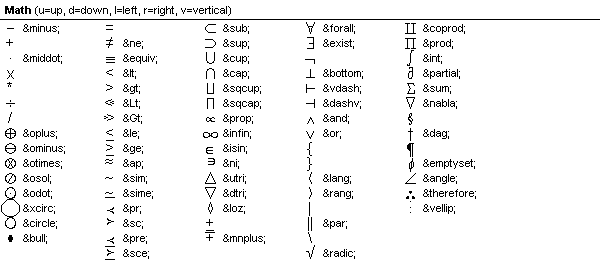 Math (u=up, d=down, l=left, r=right, v=vertical)
− &minus; = ⊂ &sub; ∀ &forall; ∐ &coprod;
+ ≠ &ne; ⊃ &sup; ∃ &exist; ∏ &prod;
· &middot; ≡ &equiv; ∪ &cup; ¬ ∫ &int;
× < &lt; ∩ &cap; ⊥ &bottom; ∂ &partial;
* > &gt; ⊔ &sqcup; ⊢ &vdash; Σ &sum;
÷ ≪ &Lt; ⊓ &sqcap; ⊣ &dashv; ∇ &nabla;
/ ≫ &Gt; ∝ &prop; ∧ &and; §
⊕ &oplus; ≤ &le; ∞ &infin; ∨ &or; † &dag;
⊖ &ominus; ≥ &ge; ∈ &isin; { ¶
⊗ &otimes; ≈ &ap; ∋ &ni; } ∅ &emptyset;
⊘ &osol; ~ &sim; △ &utri; ⟨ &lang; ∠ &angle;
⊙ &odot; ≃ &sime; ▽ &dtri; ⟩ &rang; ∴ &therefore;
◯ &xcirc; ≺ &pr; ◊ &loz; | : &vellip;
○ &circle; ≻ &sc; ± ‖ &par;
• &bull; ⪯ &pre; ∓ &mnplus; \
⪰ &sce; √ &radic;